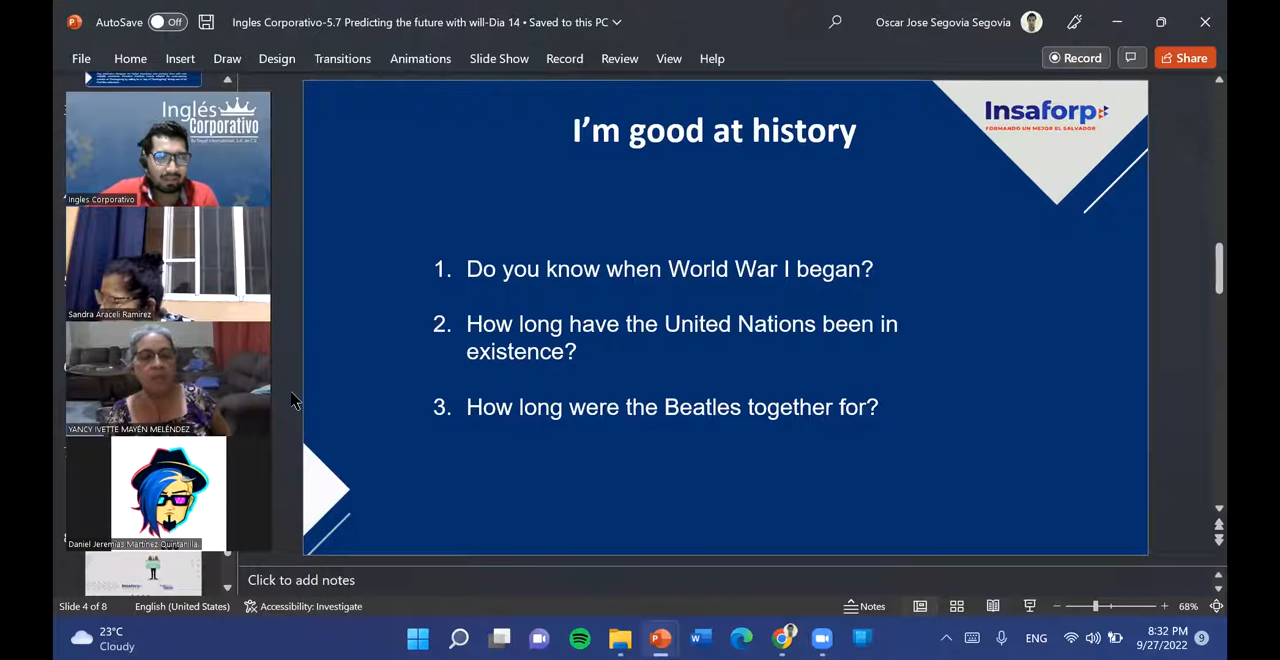 AutoSave Off Ingles Corporativo-5.7 Predicting the future with will-Dia 14 • Saved to this PC Oscar Jose Segovia Segovia
File Home Insert Draw Design Transitions Animations Slide Show Record Review View Help Record Share
Inglés
Corporativo
Ingles Corporativo
Sandra Araceli Ramirez
YANCY IVETTE MAYÉN MELÉNDEZ
Daniel Jeremias Martinez Quintanilla
I'm good at history
Insaforp
FORMANDO UN MEJOR EL SALVADOR
1. Do you know when World War I began?
2. How long have the United Nations been in
existence?
3. How long were the Beatles together for?
Click to add notes
Slide 4 of 8 English (United States) Accessibility: Investigate Notes 68%
23°C
Cloudy
ENG
8:32 PM
9/27/2022
9